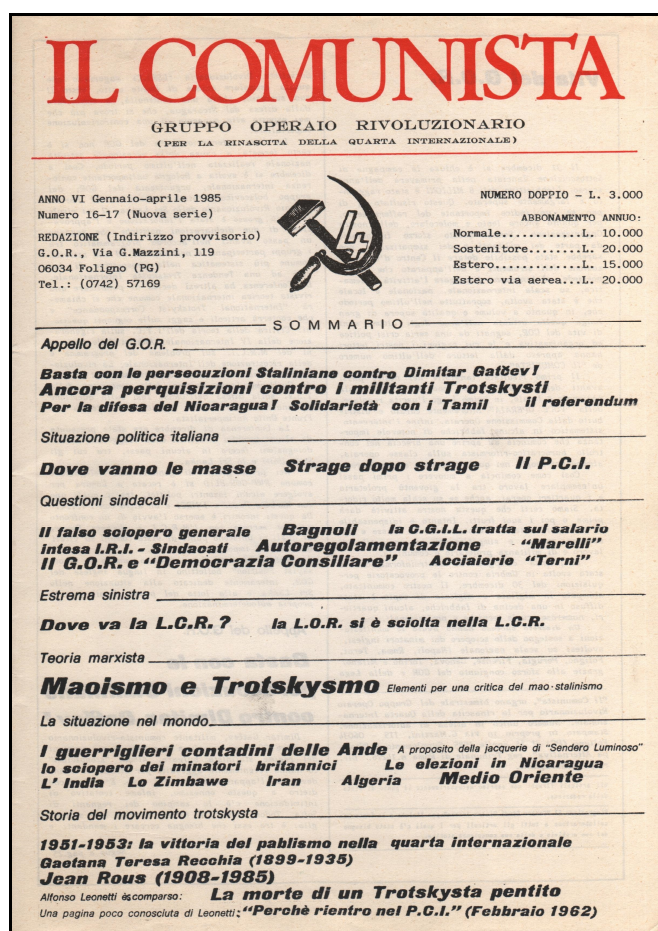 IL COMUNISTA
GRUPPO OPERAIO RIVOLUZIONARIO
(PER LA RINASCITA DELLA QUARTA INTERNAZIONALE)
ANNO VI Gennaio-aprile 1985
Numero 16-17 (Nuova serie)
REDAZIONE (Indirizzo provvisorio)
G.O.R., Via G.Mazzini, 119
06034 Foligno (PG)
Tel.: (0742) 57169
4
NUMERO DOPPIO - L. 3.000
ABBONAMENTO ANNUO:
Normale..........L. 10.000
Sostenitore......L. 20.000
Estero...........L. 15.000
Estero via aerea...L. 20.000
SOMMARIO
Appello del G.O.R.
Basta con le persecuzioni Staliniane contro Dimitar Gatčev!
Ancora perquisizioni contro i militanti Trotskysti
Per la difesa del Nicaragua! Solidarietà con i Tamil il referendum
Situazione politica italiana
Dove vanno le masse Strage dopo strage Il P.C.I.
Questioni sindacali
Il falso sciopero generale Bagnoli la C.G.I.L. tratta sul salario
intesa I.R.I. - Sindacati Autoregolamentazione "Marelli"
Il G.O.R. e "Democrazia Consiliare" Acciaierie "Terni"
Estrema sinistra
Dove va la L.C.R.? la L.O.R. si è sciolta nella L.C.R.
Teoria marxista
Maoismo e Trotskysmo Elementi per una critica del mao-stalinismo
La situazione nel mondo
I guerriglieri contadini delle Ande A proposito della jacquerie di "Sendero Luminoso"
lo sciopero dei minatori britannici Le elezioni in Nicaragua
L' India Lo Zimbawe Iran Algeria Medio Oriente
Storia del movimento trotskysta
1951-1953: la vittoria del pablismo nella quarta internazionale
Gaetana Teresa Recchia (1899-1935)
Jean Rous (1908-1985)
Alfonso Leonetti è scomparso: La morte di un Trotskysta pentito
Una pagina poco conosciuta di Leonetti: "Perchè rientro nel P.C.I." (Febbraio 1962)